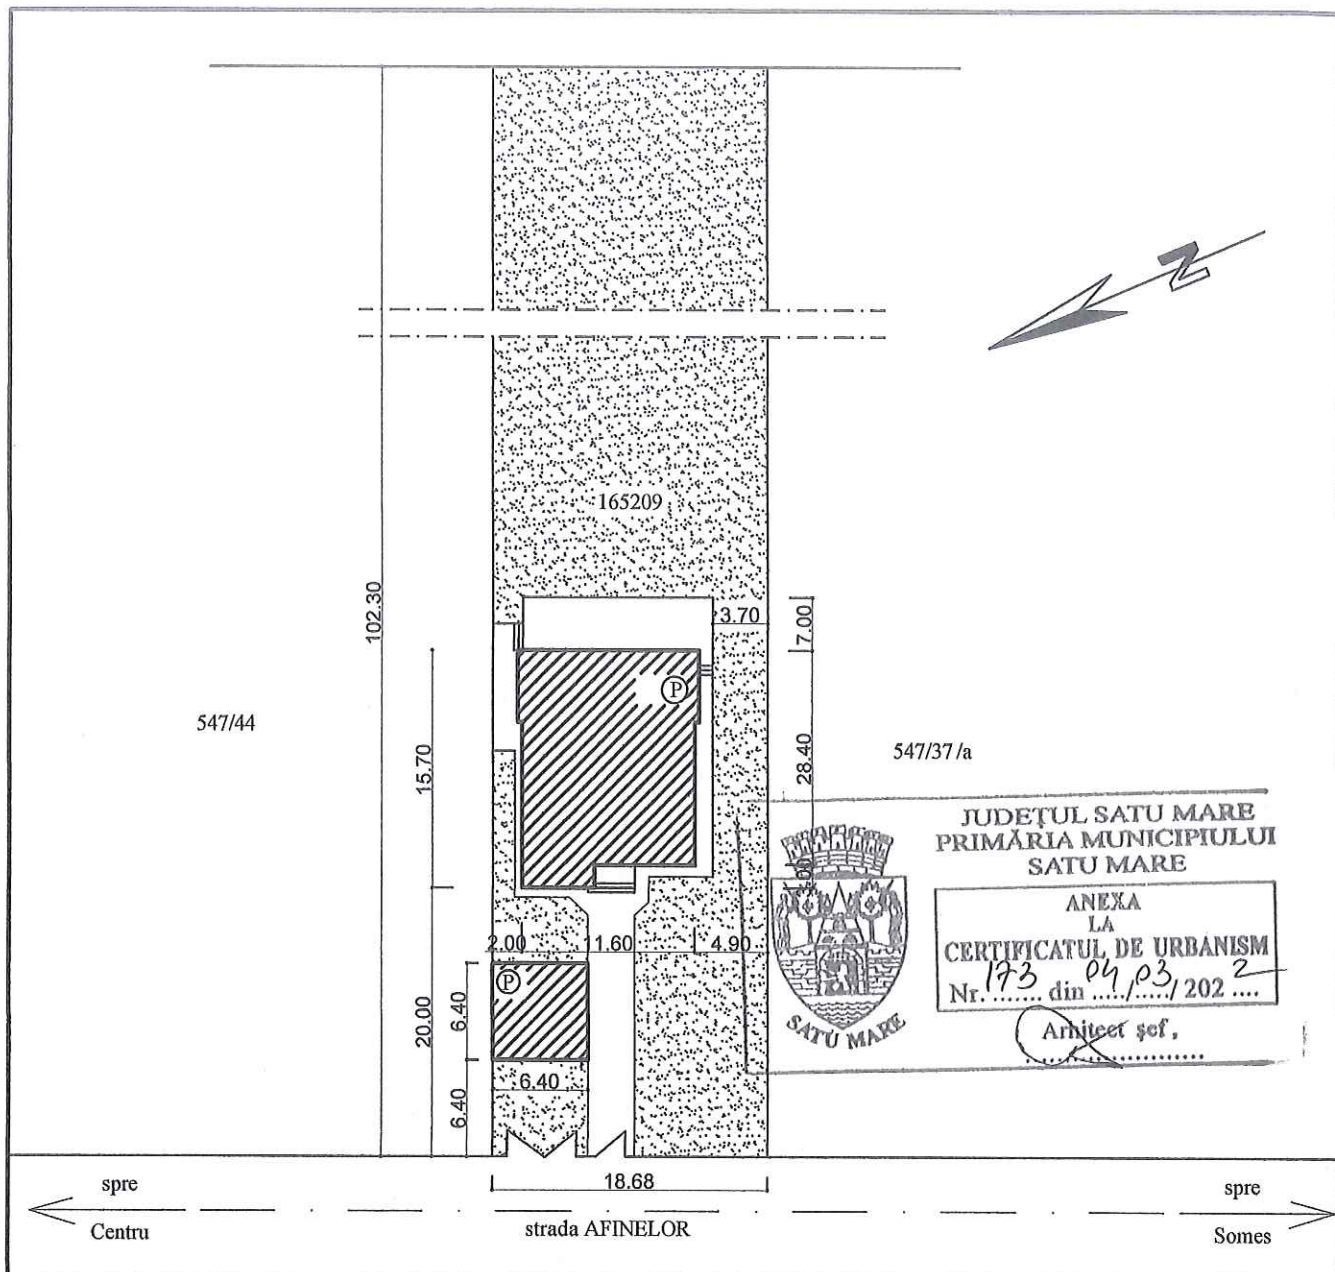 N
165209
102.30
3.70
7.00
P
547/44
15.70
28.40
547/37/a
JUDEȚUL SATU MARE
PRIMĂRIA MUNICIPIULUI
SATU MARE
ANEXA
LA
CERTIFICATUL DE URBANISM
Nr. 173 din 04/03/2022
Arhitect șef,
SATU MARE
2.00
11.60
4.90
P
20.00
6.40
6.40
6.40
18.68
spre
Centru
strada AFINELOR
spre
Somes